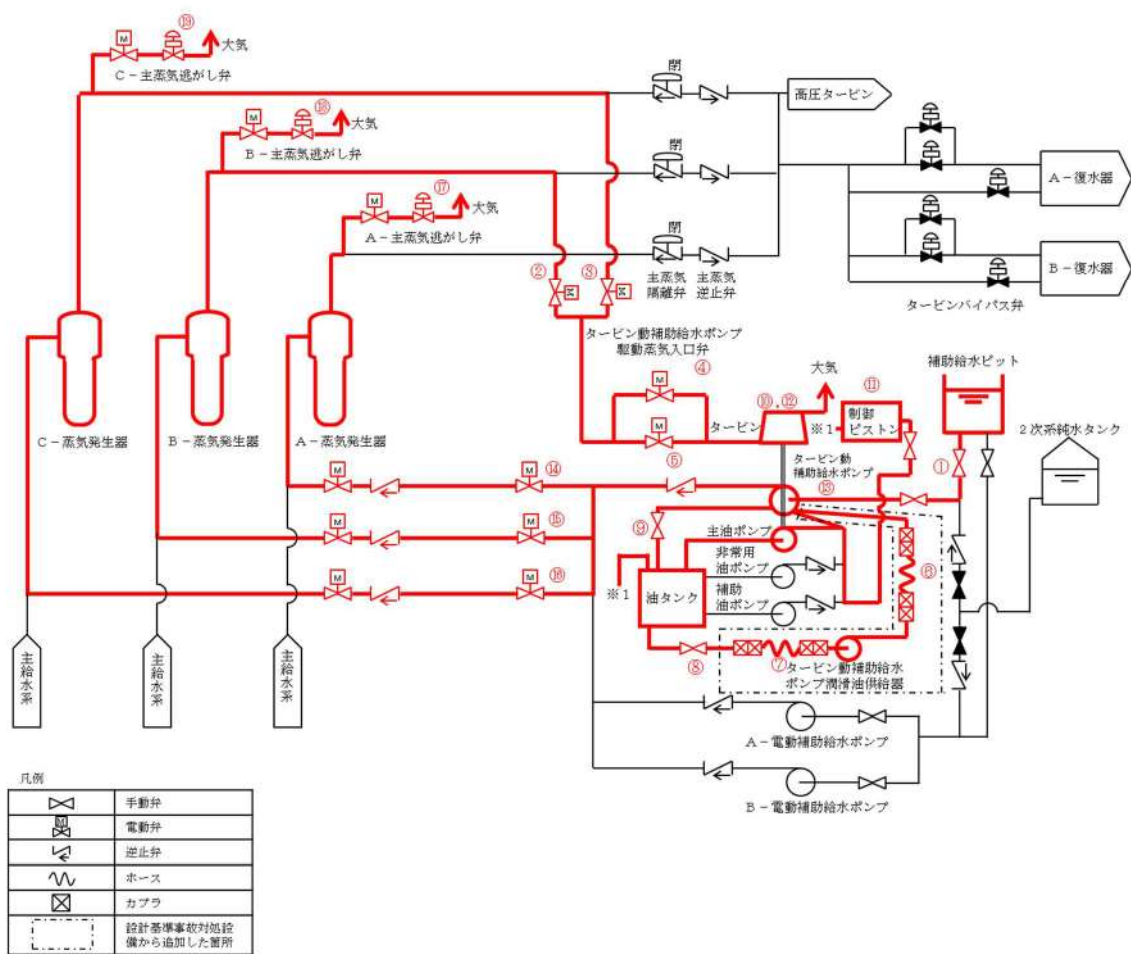 ⑲
M
大気
C－主蒸気逃がし弁
閉
高圧タービン
⑱
M
大気
B－主蒸気逃がし弁
閉
A－復水器
⑰
M
大気
A－主蒸気逃がし弁
閉
主蒸気
隔離弁
主蒸気
逆止弁
B－復水器
タービンバイパス弁
②
③
タービン動補助給水ポンプ
駆動蒸気入口弁
④
M
M
⑤
タービン
⑩,⑫
大気
⑪
※1
制御
ピストン
補助給水ピット
2次系純水タンク
①
C－蒸気発生器
B－蒸気発生器
A－蒸気発生器
タービン動
補助給水ポンプ
⑬
M
M
⑭
M
M
⑮
M
M
⑯
⑨
主油ポンプ
非常用
油ポンプ
補助
油ポンプ
油タンク
※1
⑥
⑧
⑦
タービン動補助給水
ポンプ潤滑油供給器
主給水系
主給水系
主給水系
A－電動補助給水ポンプ
B－電動補助給水ポンプ
凡例
手動弁
M
電動弁
逆止弁
ホース
カプラ
設計基準事故対処設
備から追加した箇所